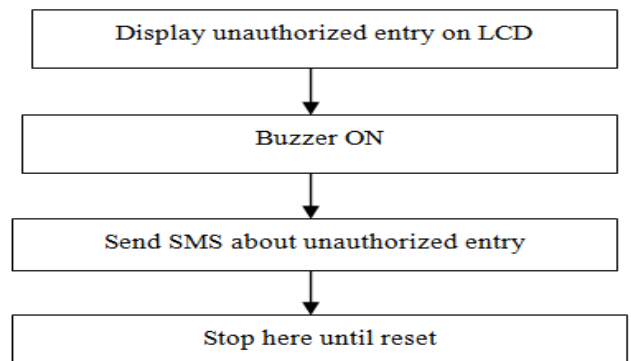 Display unauthorized entry on LCD
Buzzer ON
Send SMS about unauthorized entry
Stop here until reset